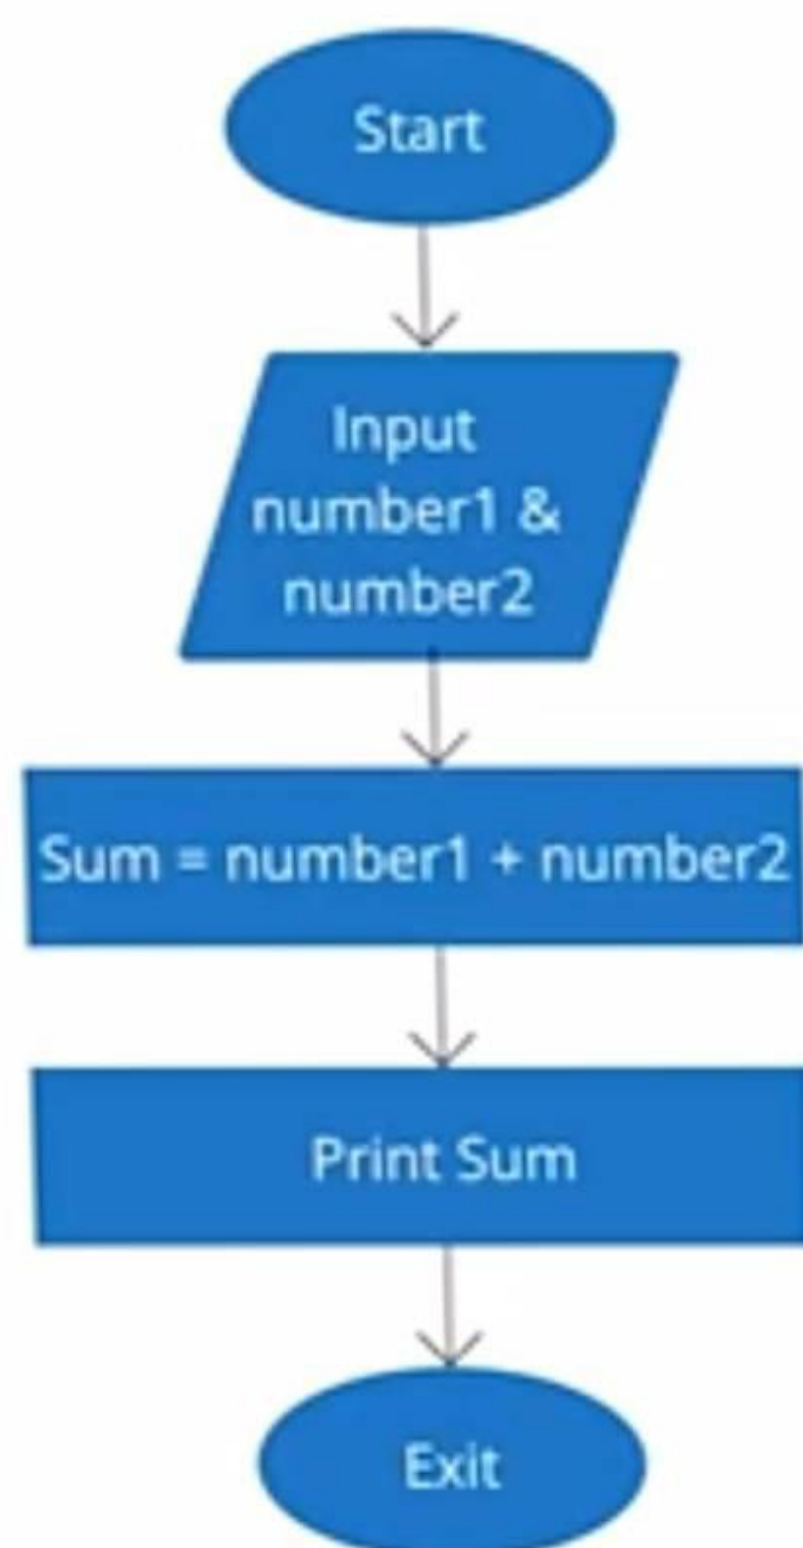 Start
Input
number1 &
number2
Sum = number1 + number2
Print Sum
Exit